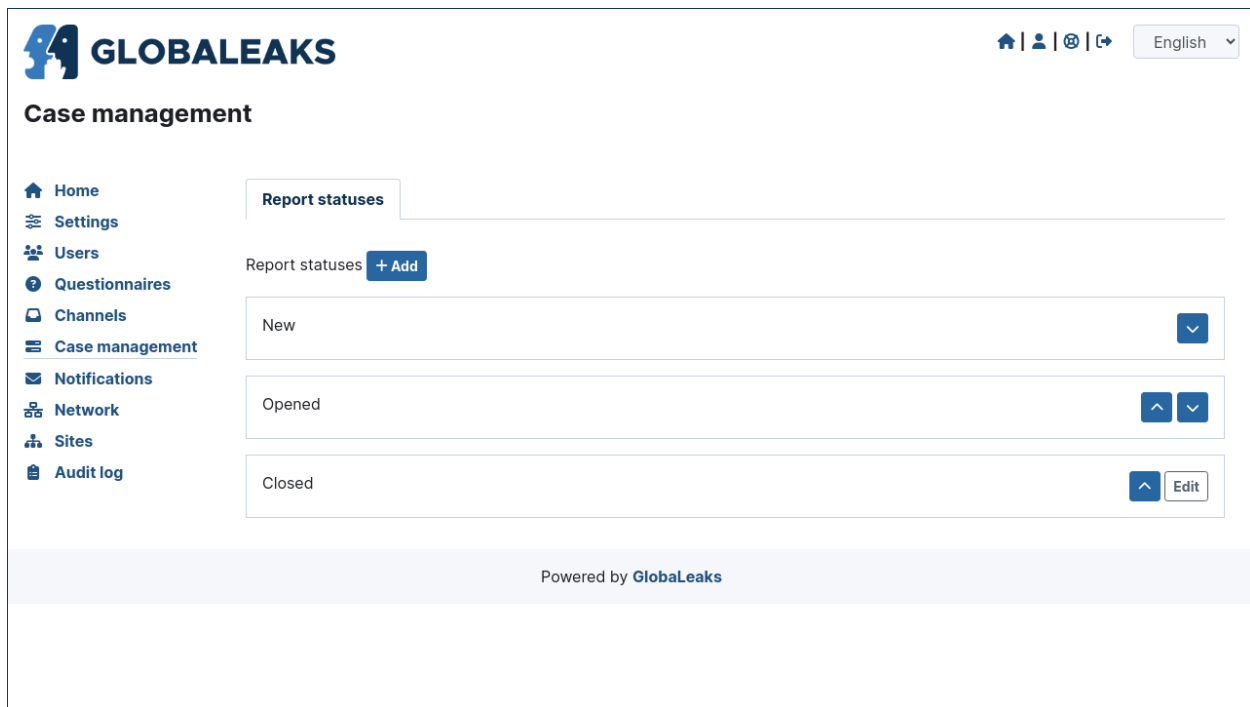 GLOBALEAKS
English
Case management
Home
Settings
Users
Questionnaires
Channels
Case management
Notifications
Network
Sites
Audit log
Report statuses
Report statuses + Add
New
Opened
Closed
Edit
Powered by GlobaLeaks